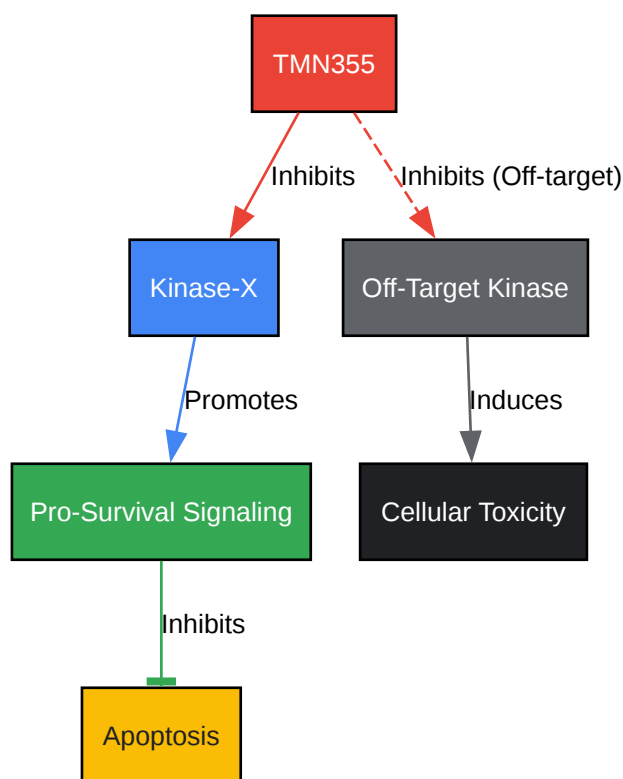 TMN355
Inhibits
Inhibits (Off-target)
Kinase-X
Off-Target Kinase
Promotes
Induces
Pro-Survival Signaling
Cellular Toxicity
Inhibits
Apoptosis